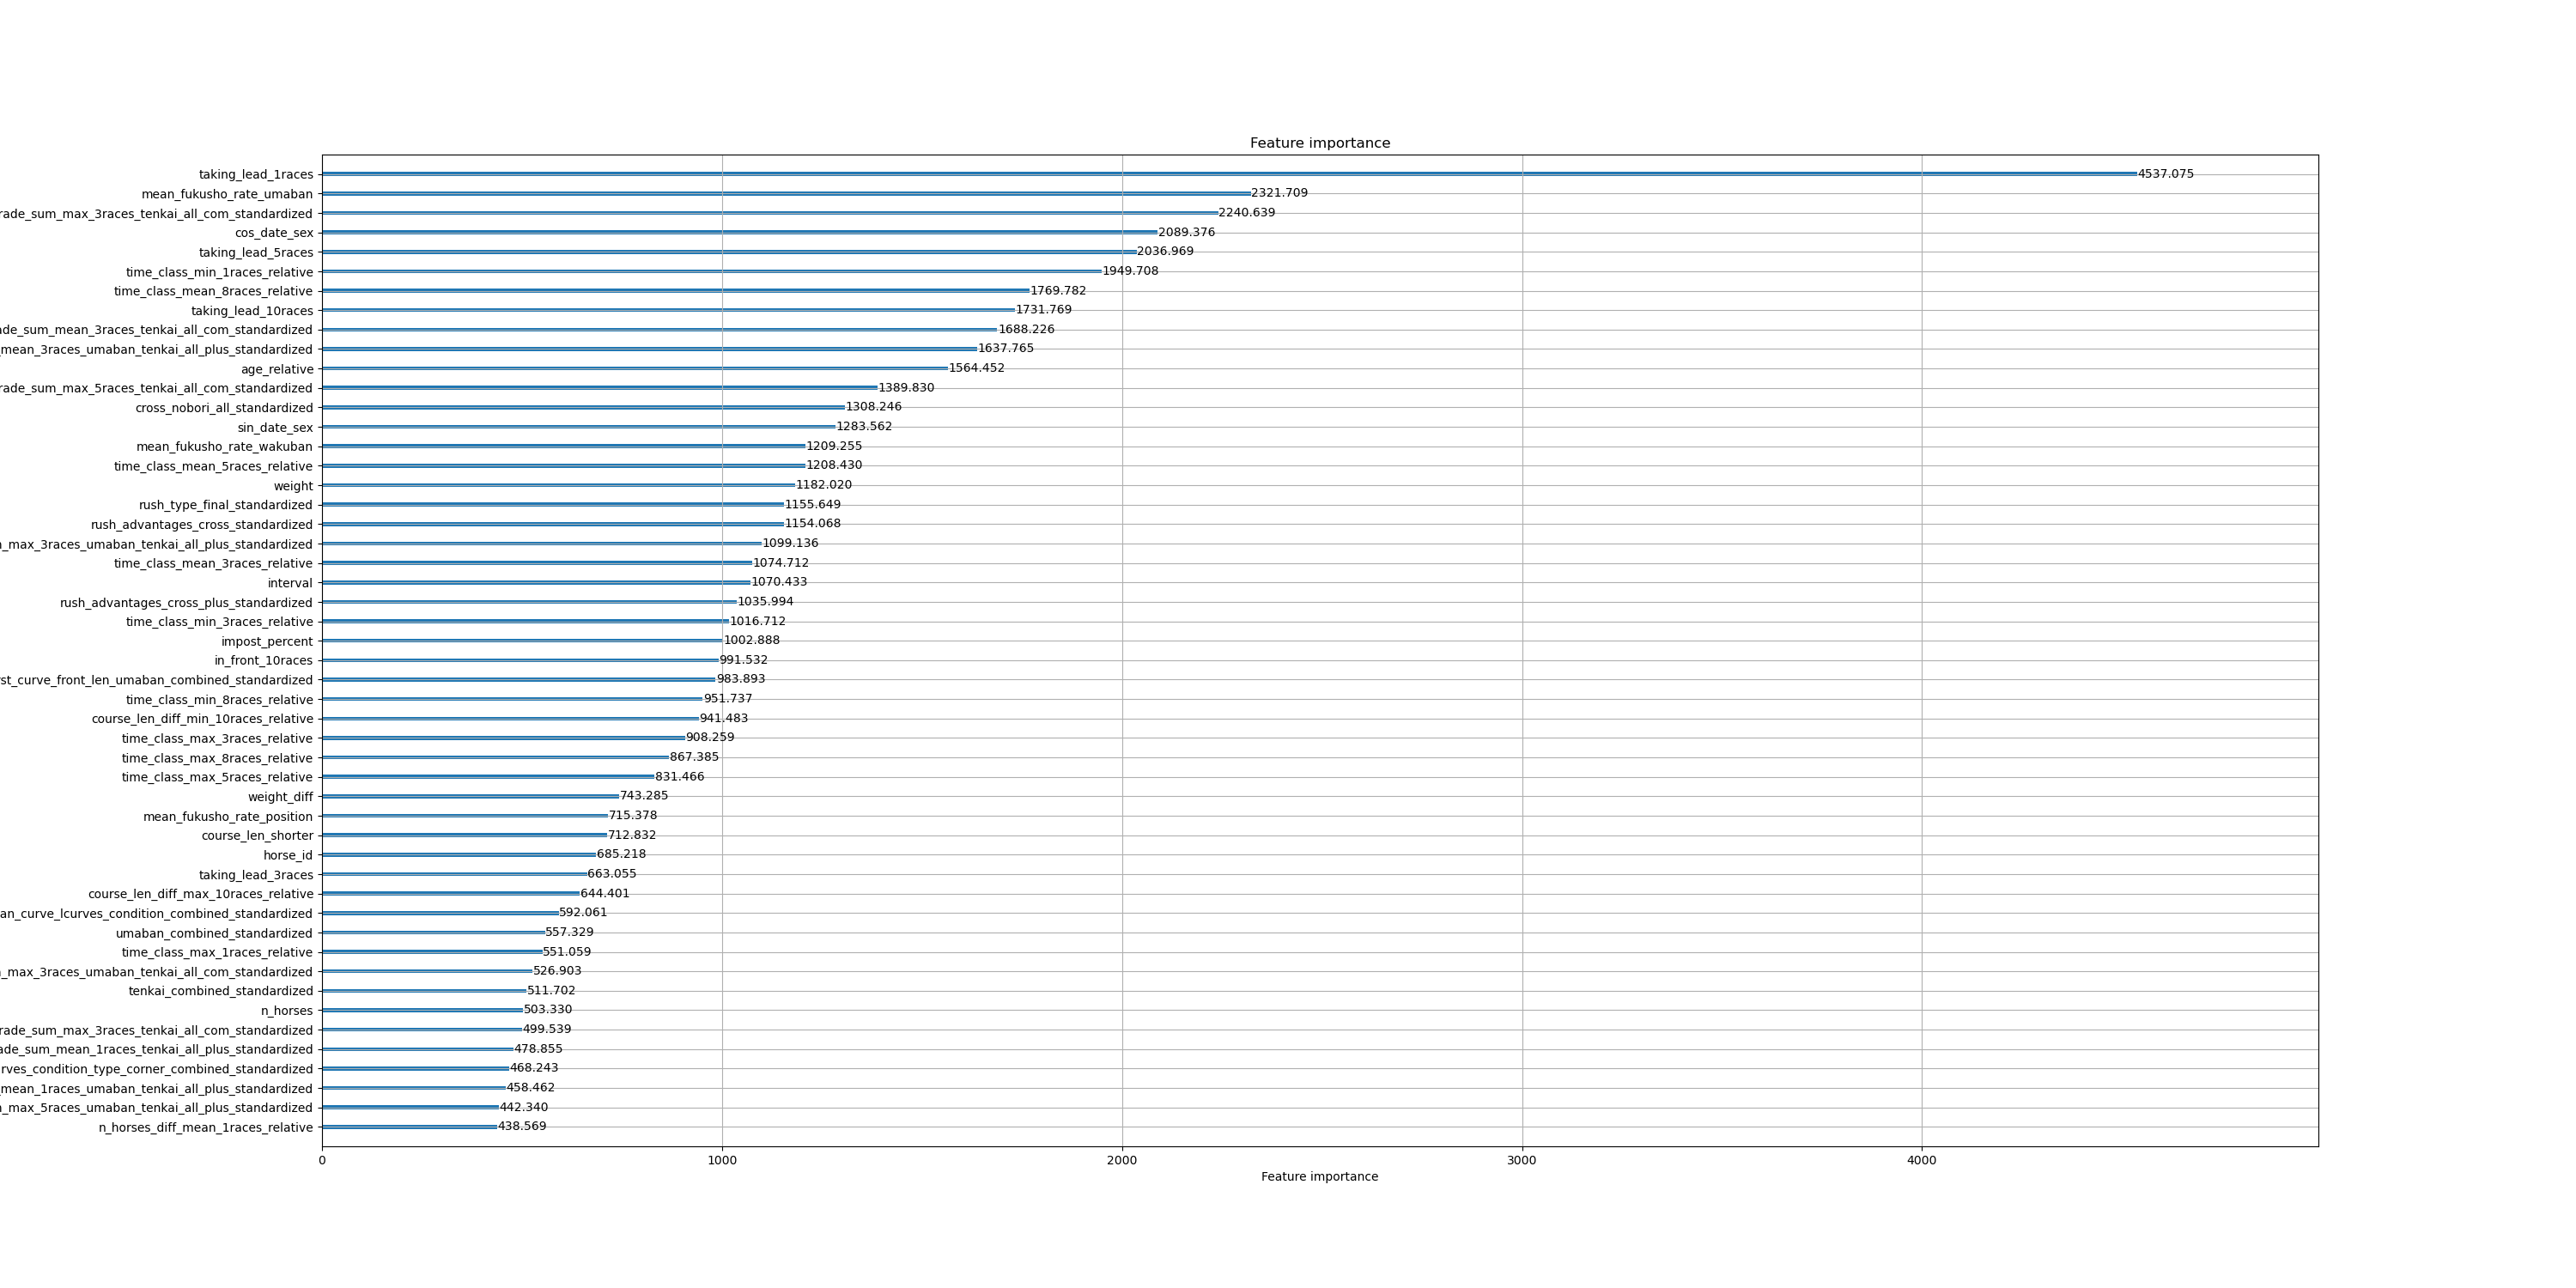 Feature importance
taking_lead_1races 4537.075
mean_fukusho_rate_umaban 2321.709
rade_sum_max_3races_tenkai_all_com_standardized 2240.639
cos_date_sex 2089.376
taking_lead_5races 2036.969
time_class_min_1races_relative 1949.708
time_class_mean_8races_relative 1769.782
taking_lead_10races 1731.769
ade_sum_mean_3races_tenkai_all_com_standardized 1688.226
_mean_3races_umaban_tenkai_all_plus_standardized 1637.765
age_relative 1564.452
rade_sum_max_5races_tenkai_all_com_standardized 1389.830
cross_nobori_all_standardized 1308.246
sin_date_sex 1283.562
mean_fukusho_rate_wakuban 1209.255
time_class_mean_5races_relative 1208.430
weight 1182.020
rush_type_final_standardized 1155.649
rush_advantages_cross_standardized 1154.068
_max_3races_umaban_tenkai_all_plus_standardized 1099.136
time_class_mean_3races_relative 1074.712
interval 1070.433
rush_advantages_cross_plus_standardized 1035.994
time_class_min_3races_relative 1016.712
impost_percent 1002.888
in_front_10races 991.532
st_curve_front_len_umaban_combined_standardized 983.893
time_class_min_8races_relative 951.737
course_len_diff_min_10races_relative 941.483
time_class_max_3races_relative 908.259
time_class_max_8races_relative 867.385
time_class_max_5races_relative 831.466
weight_diff 743.285
mean_fukusho_rate_position 715.378
course_len_shorter 712.832
horse_id 685.218
taking_lead_3races 663.055
course_len_diff_max_10races_relative 644.401
an_curve_lcurves_condition_combined_standardized 592.061
umaban_combined_standardized 557.329
time_class_max_1races_relative 551.059
_max_3races_umaban_tenkai_all_com_standardized 526.903
tenkai_combined_standardized 511.702
n_horses 503.330
rade_sum_max_3races_tenkai_all_com_standardized 499.539
ade_sum_mean_1races_tenkai_all_plus_standardized 478.855
rves_condition_type_corner_combined_standardized 468.243
_mean_1races_umaban_tenkai_all_plus_standardized 458.462
_max_5races_umaban_tenkai_all_plus_standardized 442.340
n_horses_diff_mean_1races_relative 438.569
0 1000 2000 3000 4000
Feature importance